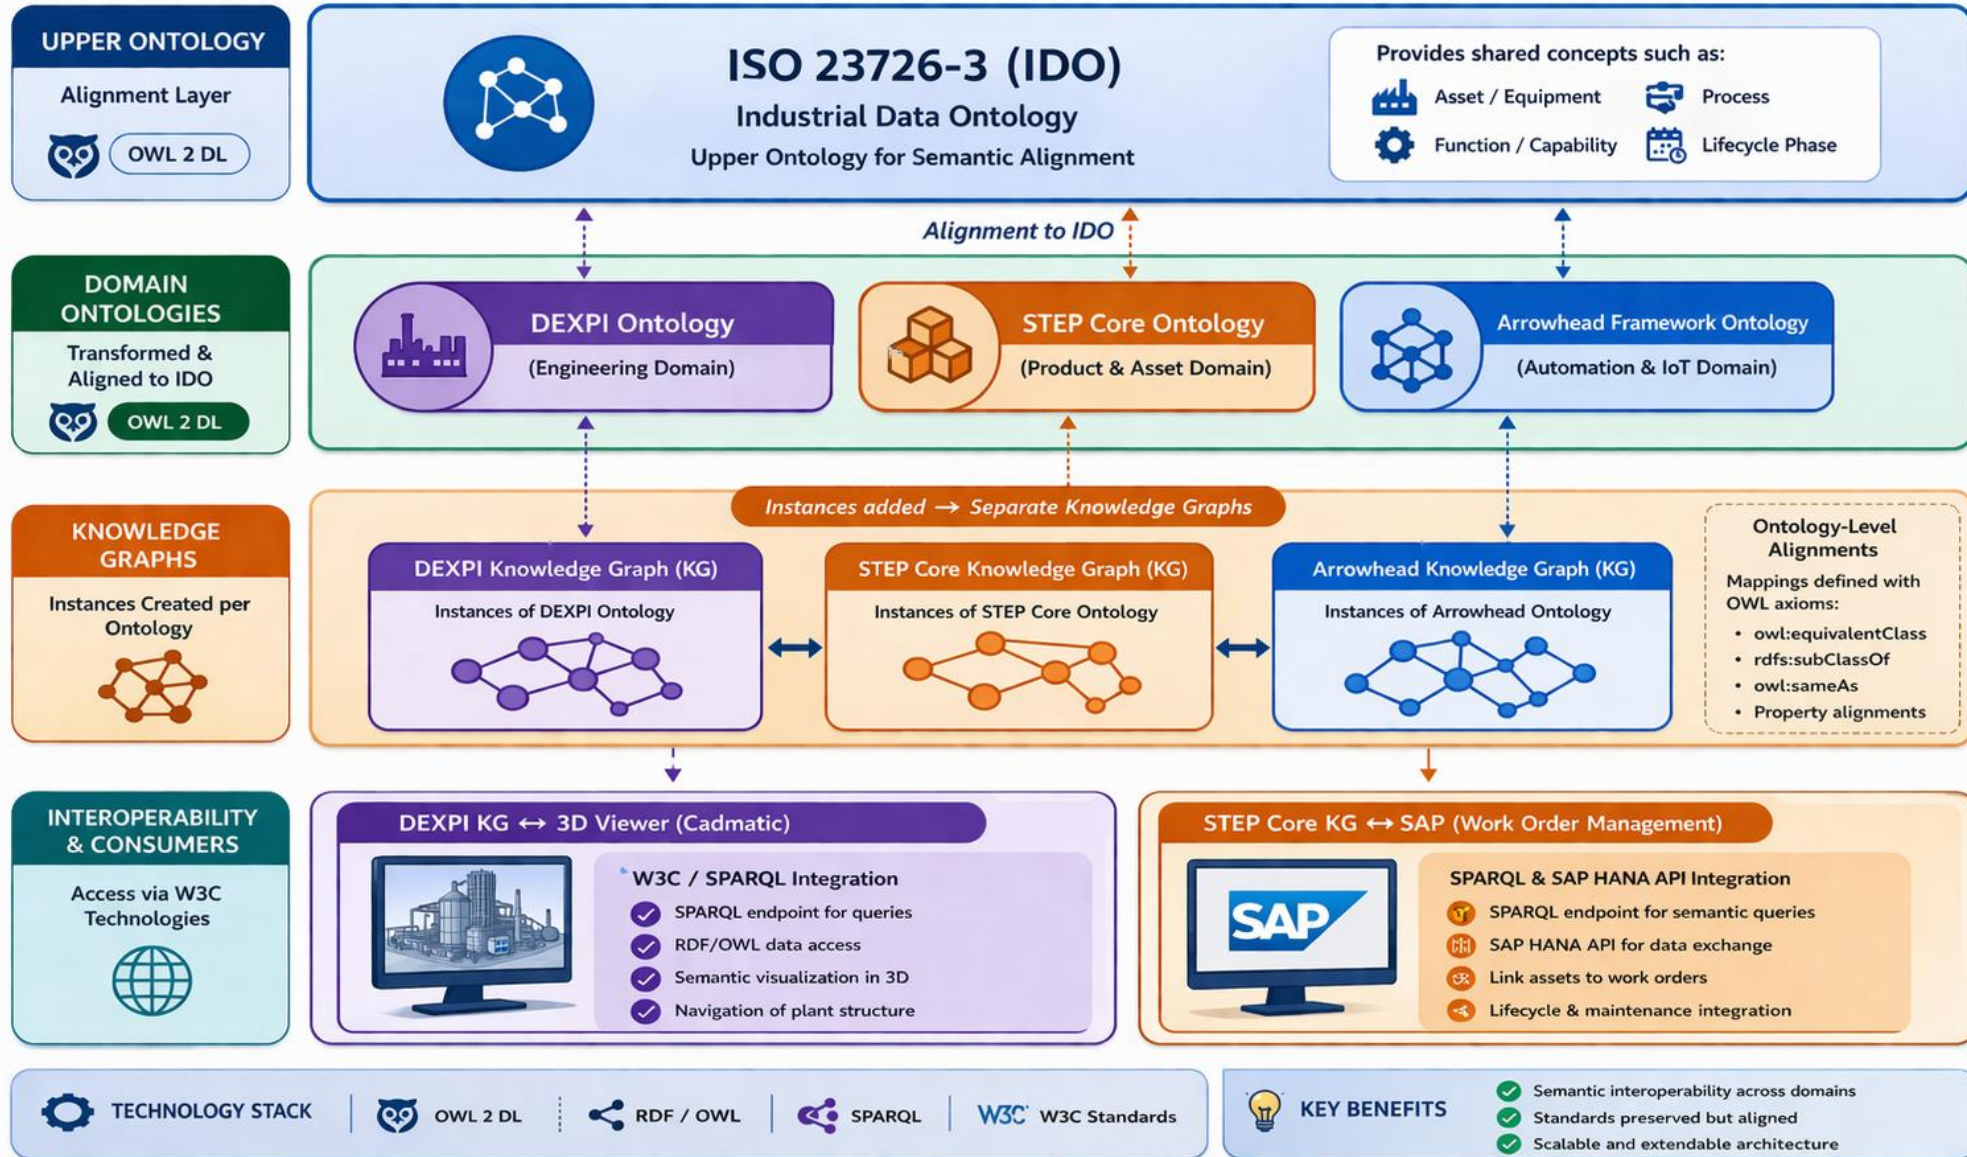 UPPER ONTOLOGY
Alignment Layer
OWL 2 DL
ISO 23726-3 (IDO)
Industrial Data Ontology
Upper Ontology for Semantic Alignment
Provides shared concepts such as:
Asset / Equipment
Process
Function / Capability
Lifecycle Phase
Alignment to IDO
DOMAIN
ONTOLOGIES
Transformed &
Aligned to IDO
OWL 2 DL
DEXPI Ontology
(Engineering Domain)
STEP Core Ontology
(Product & Asset Domain)
Arrowhead Framework Ontology
(Automation & IoT Domain)
KNOWLEDGE
GRAPHS
Instances Created per
Ontology
Instances added → Separate Knowledge Graphs
DEXPI Knowledge Graph (KG)
Instances of DEXPI Ontology
STEP Core Knowledge Graph (KG)
Instances of STEP Core Ontology
Arrowhead Knowledge Graph (KG)
Instances of Arrowhead Ontology
Ontology-Level
Alignments
Mappings defined with
OWL axioms:
• owl:equivalentClass
• rdfs:subClassOf
• owl:sameAs
• Property alignments
INTEROPERABILITY
& CONSUMERS
Access via W3C
Technologies
DEXPI KG ↔ 3D Viewer (Cadmatic)
W3C / SPARQL Integration
SPARQL endpoint for queries
RDF/OWL data access
Semantic visualization in 3D
Navigation of plant structure
STEP Core KG ↔ SAP (Work Order Management)
SAP
SPARQL & SAP HANA API Integration
SPARQL endpoint for semantic queries
SAP HANA API for data exchange
Link assets to work orders
Lifecycle & maintenance integration
TECHNOLOGY STACK
OWL 2 DL
RDF / OWL
SPARQL
W3C W3C Standards
KEY BENEFITS
Semantic interoperability across domains
Standards preserved but aligned
Scalable and extendable architecture